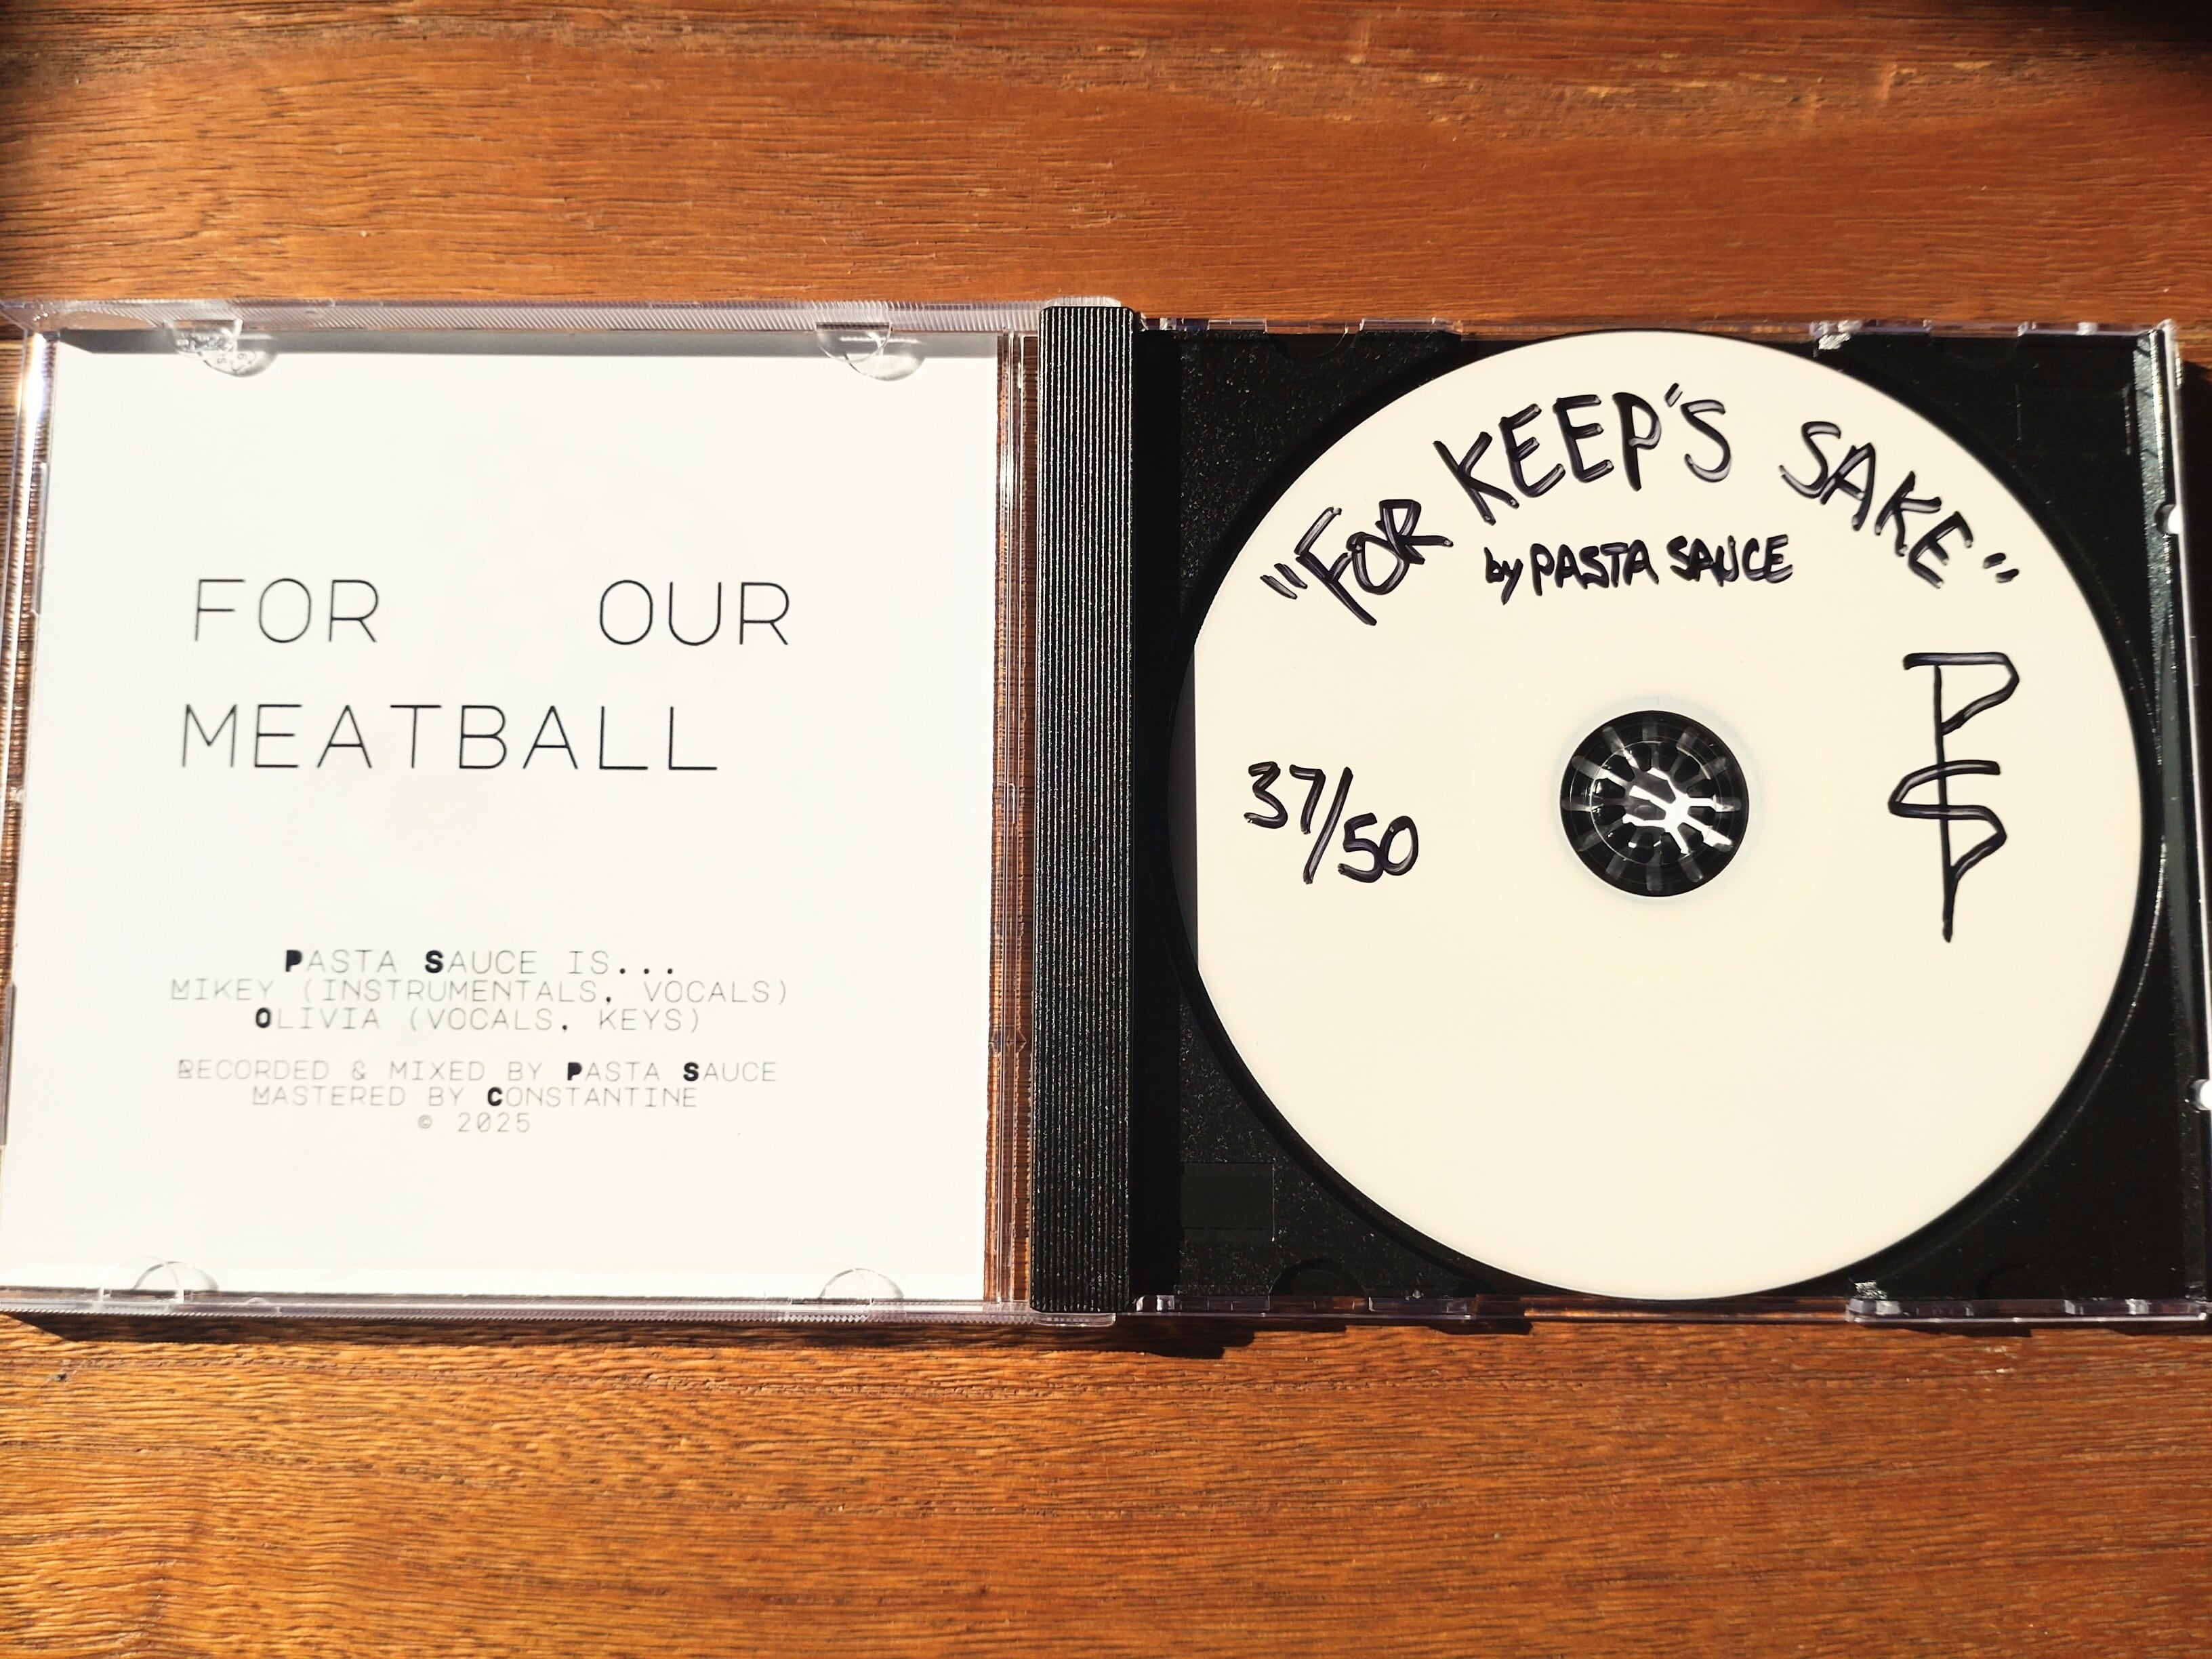 FOR OUR
MEATBALL
PASTA SAUCE IS...
MIKEY (INSTRUMENTALS, VOCALS)
OLIVIA (VOCALS, KEYS)
RECORDED & MIXED BY PASTA SAUCE
MASTERED BY CONSTANTINE
© 2025
"FOR KEEP'S SAKE"
by PASTA SAUCE
37/50
PS